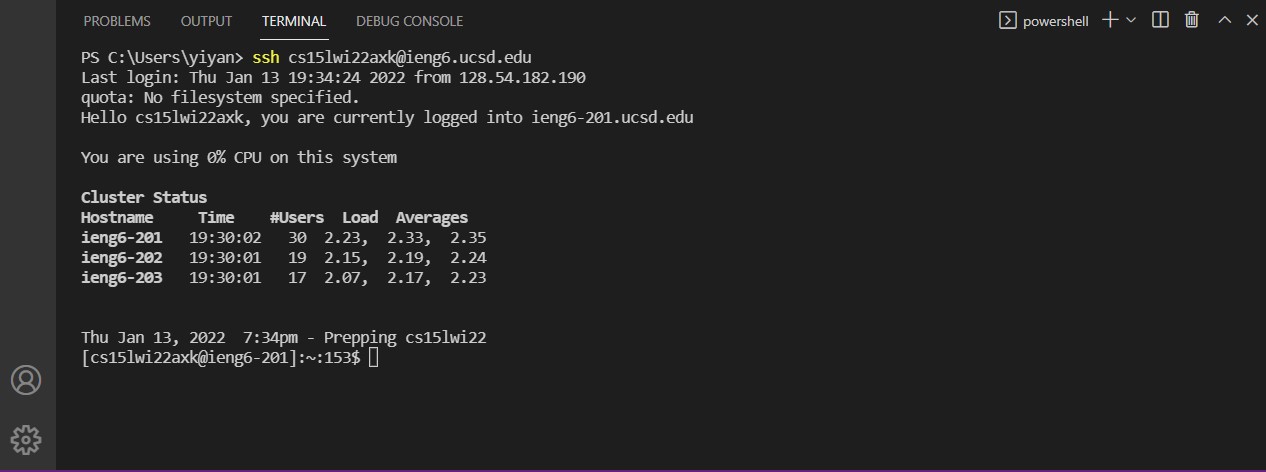 PROBLEMS OUTPUT TERMINAL DEBUG CONSOLE powershell
PS C:\Users\yiyan> ssh cs15lwi22axk@ieng6.ucsd.edu
Last login: Thu Jan 13 19:34:24 2022 from 128.54.182.190
quota: No filesystem specified.
Hello cs15lwi22axk, you are currently logged into ieng6-201.ucsd.edu
You are using 0% CPU on this system
Cluster Status
Hostname Time #Users Load Averages
ieng6-201 19:30:02 30 2.23, 2.33, 2.35
ieng6-202 19:30:01 19 2.15, 2.19, 2.24
ieng6-203 19:30:01 17 2.07, 2.17, 2.23
Thu Jan 13, 2022 7:34pm - Prepping cs15lwi22
[cs15lwi22axk@ieng6-201]:~:153$